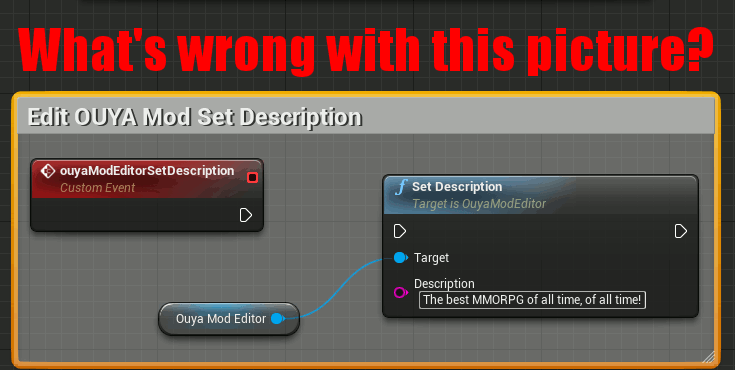 What's wrong with this picture?
Edit OUYA Mod Set Description
ouyaModEditorSetDescription
Custom Event
Set Description
Target is OuyaModEditor
Target
Description
The best MMORPG of all time, of all time!
Ouya Mod Editor